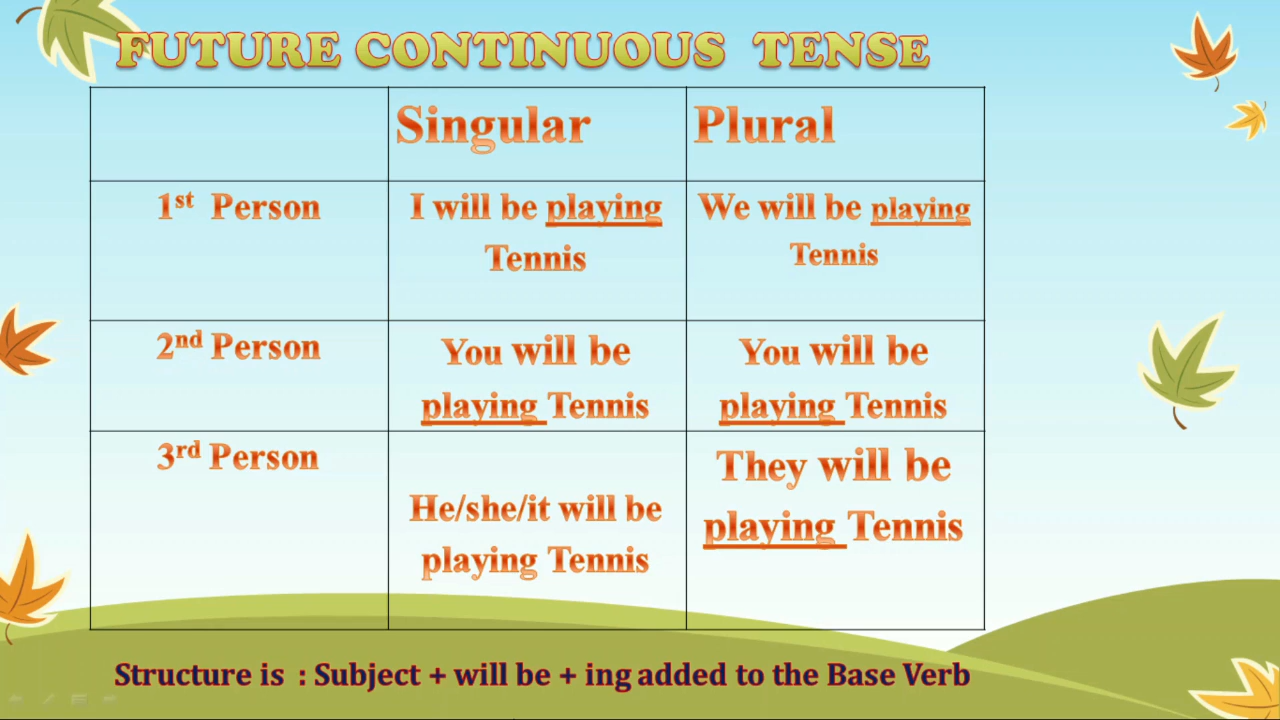 FUTURE CONTINUOUS TENSE
Singular
Plural
1st Person
I will be playing
Tennis
We will be playing
Tennis
2nd Person
You will be
playing Tennis
You will be
playing Tennis
3rd Person
He/she/it will be
playing Tennis
They will be
playing Tennis
Structure is : Subject + will be + ing added to the Base Verb